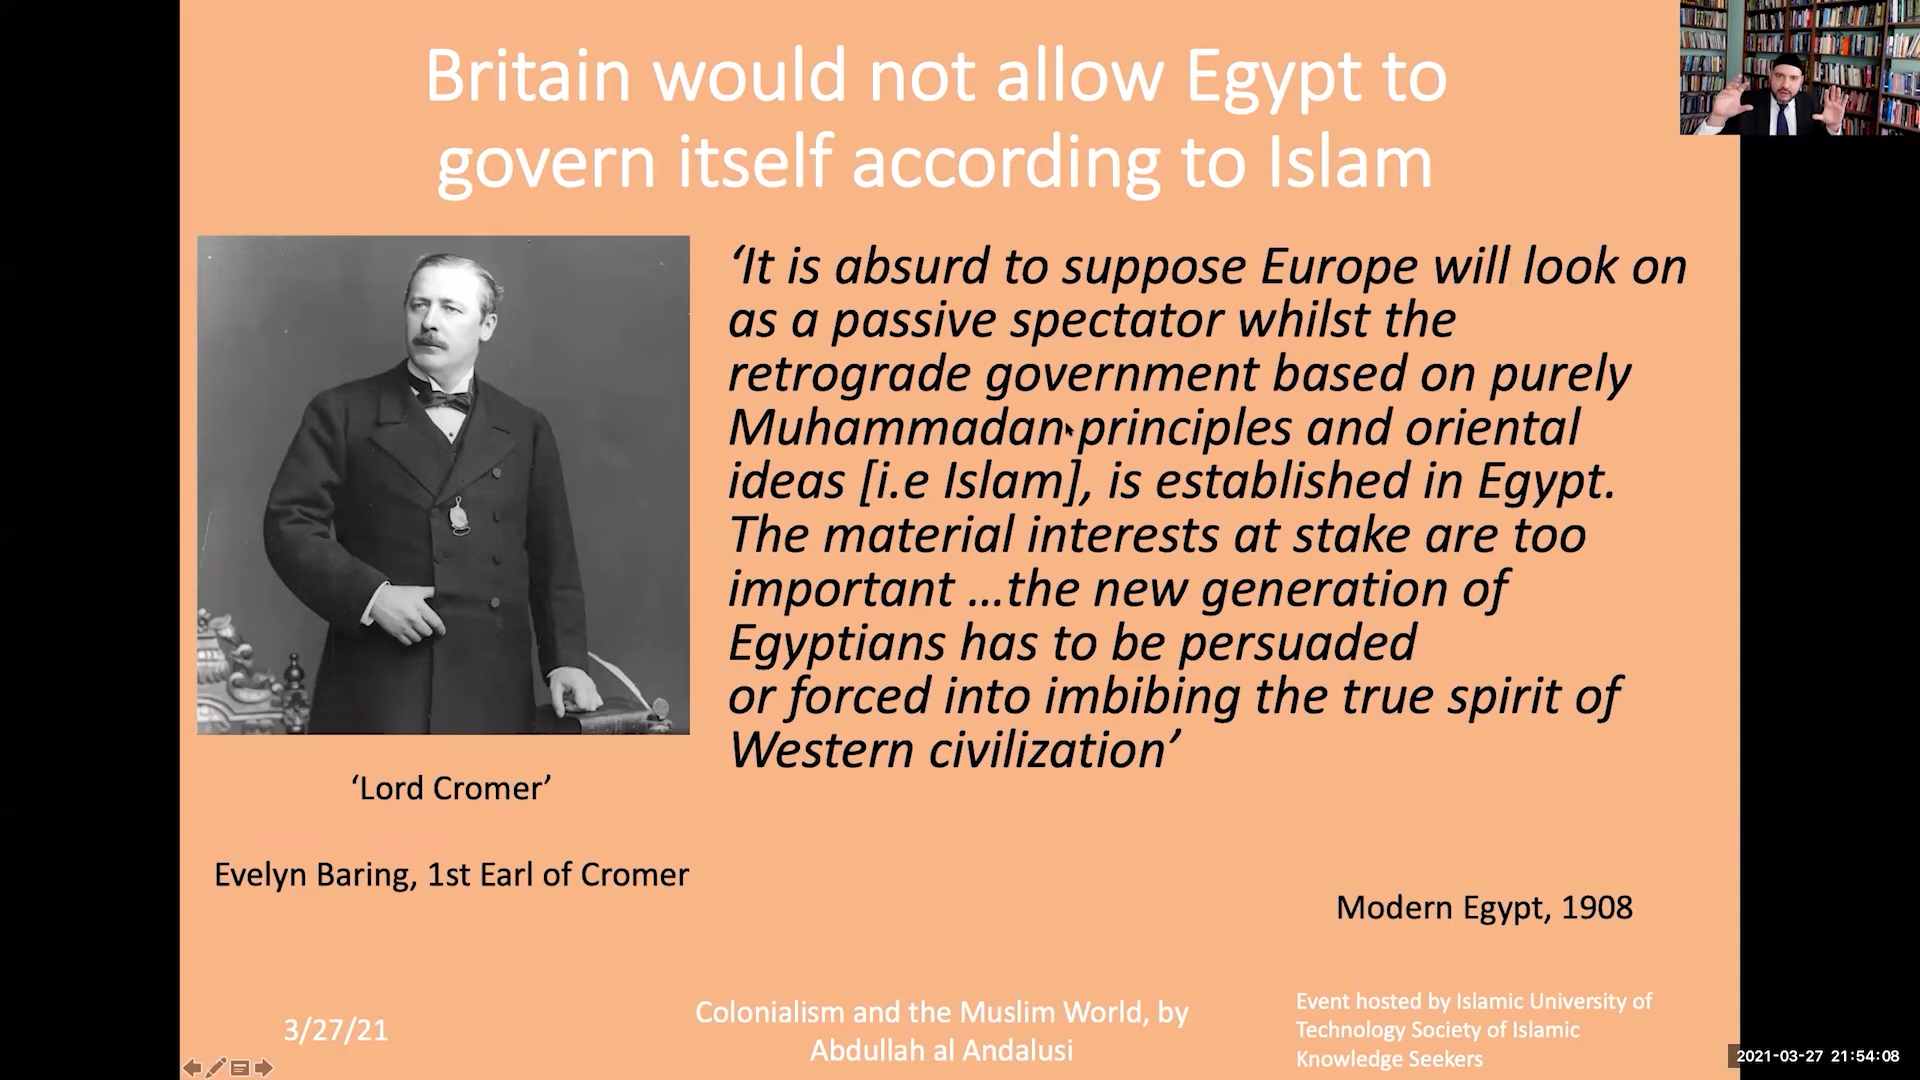 Britain would not allow Egypt to
govern itself according to Islam
‘It is absurd to suppose Europe will look on
as a passive spectator whilst the
retrograde government based on purely
Muhammadan principles and oriental
ideas [i.e Islam], is established in Egypt.
The material interests at stake are too
important …the new generation of
Egyptians has to be persuaded
or forced into imbibing the true spirit of
Western civilization’
‘Lord Cromer’
Evelyn Baring, 1st Earl of Cromer
Modern Egypt, 1908
3/27/21
Colonialism and the Muslim World, by
Abdullah al Andalusi
Event hosted by Islamic University of
Technology Society of Islamic
Knowledge Seekers
2021-03-27 21:54:08